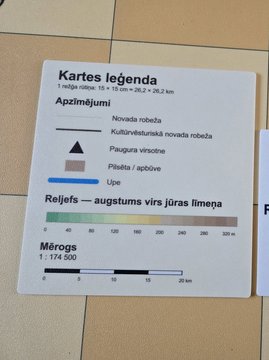 Kartes leģenda
1 režģa rūtiņa: 15 × 15 cm = 26,2 × 26,2 km
Apzīmējumi
Novada robeža
Kultūrvēsturiskā novada robeža
Paugura virsotne
Pilsēta / apbūve
Upe
Reljefs — augstums virs jūras līmeņa
0 40 80 120 160 200 240 280 320 m
Mērogs
1 : 174 500
0 5 10 15 20 km